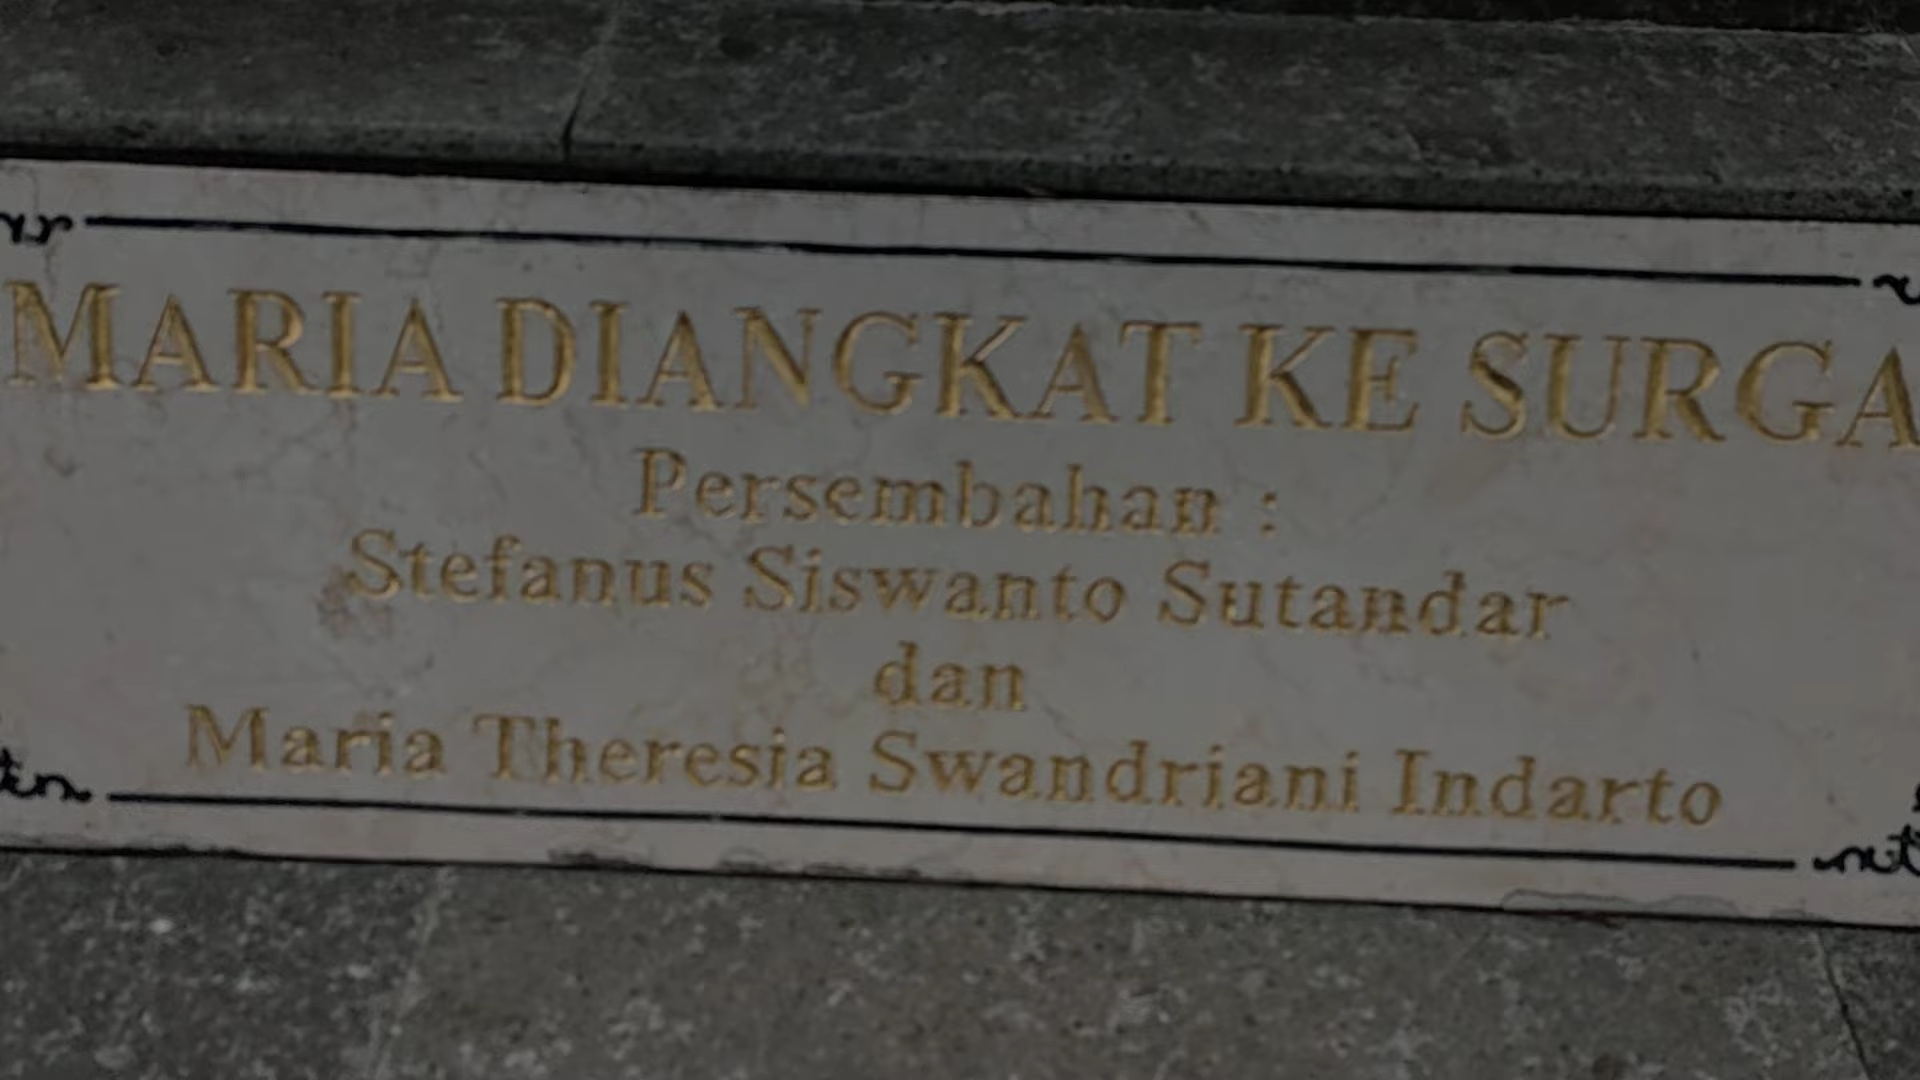 MARIA DIANGKAT KE SURGA
Persembahan :
Stefanus Siswanto Sutandar
dan
Maria Theresia Swandriani Indarto